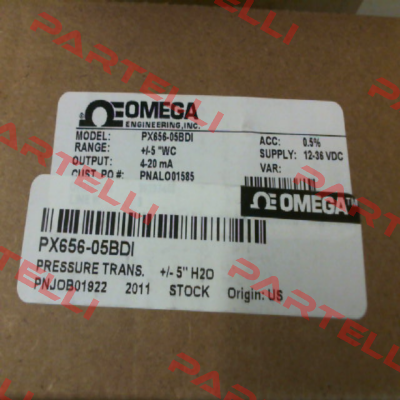 OMEGA
ENGINEERING, INC.
MODEL: PX656-05BDI
RANGE: +/-5 "WC
OUTPUT: 4-20 mA
CUST. PO #: PNALO01585
ACC: 0.5%
SUPPLY: 12-36 VDC
VAR:
OMEGA™
PX656-05BDI
PRESSURE TRANS. +/- 5" H2O
PNJOB01922 2011 STOCK Origin: US
PARTELLI
PARTELLI
PARTELLI
PARTELLI